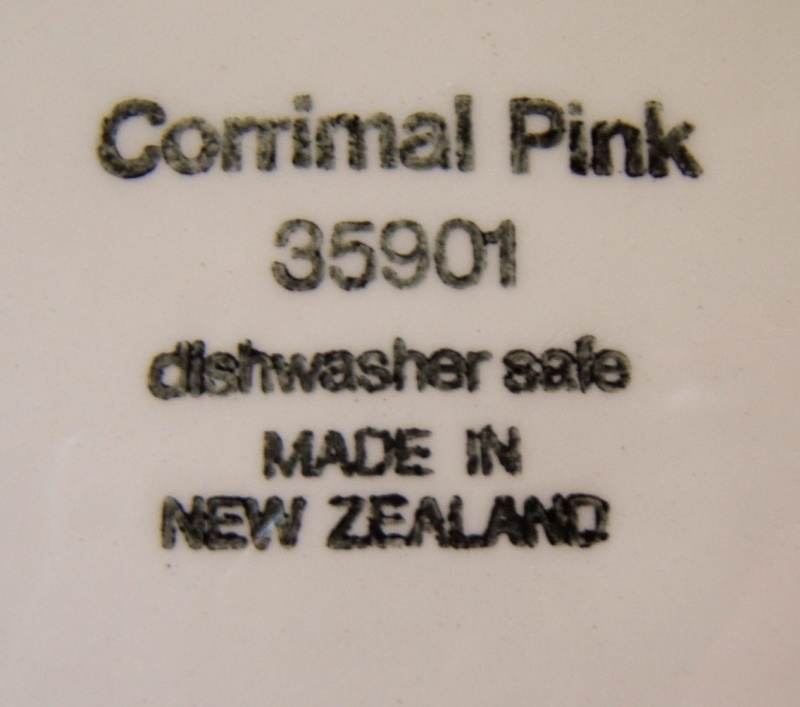 Corrimal Pink
35901
dishwasher safe
MADE IN
NEW ZEALAND